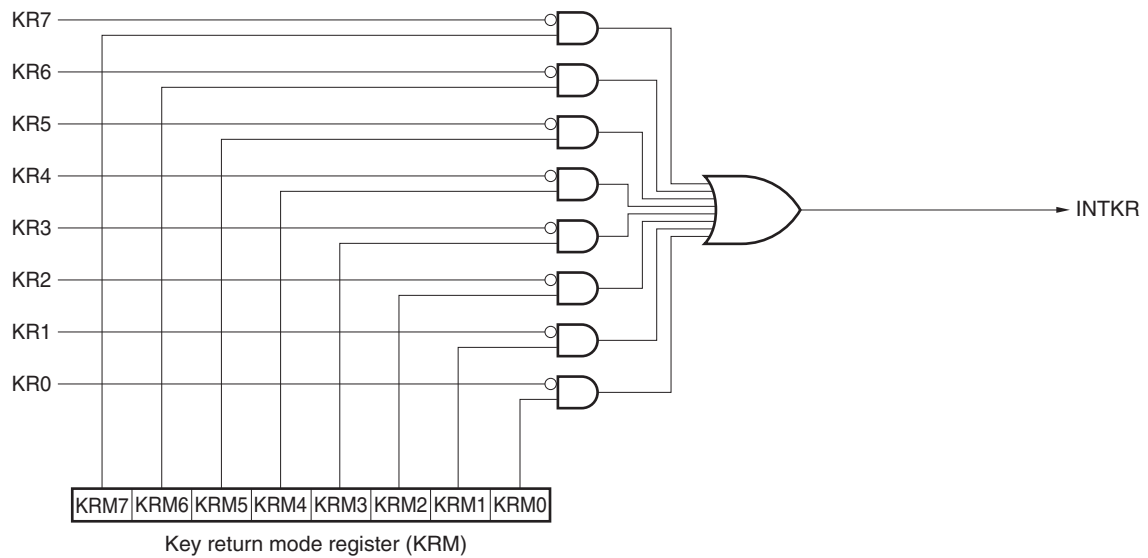 KR7
KR6
KR5
KR4
KR3
INTKR
KR2
KR1
KR0
KRM7 KRM6 KRM5 KRM4 KRM3 KRM2 KRM1 KRM0
Key return mode register (KRM)